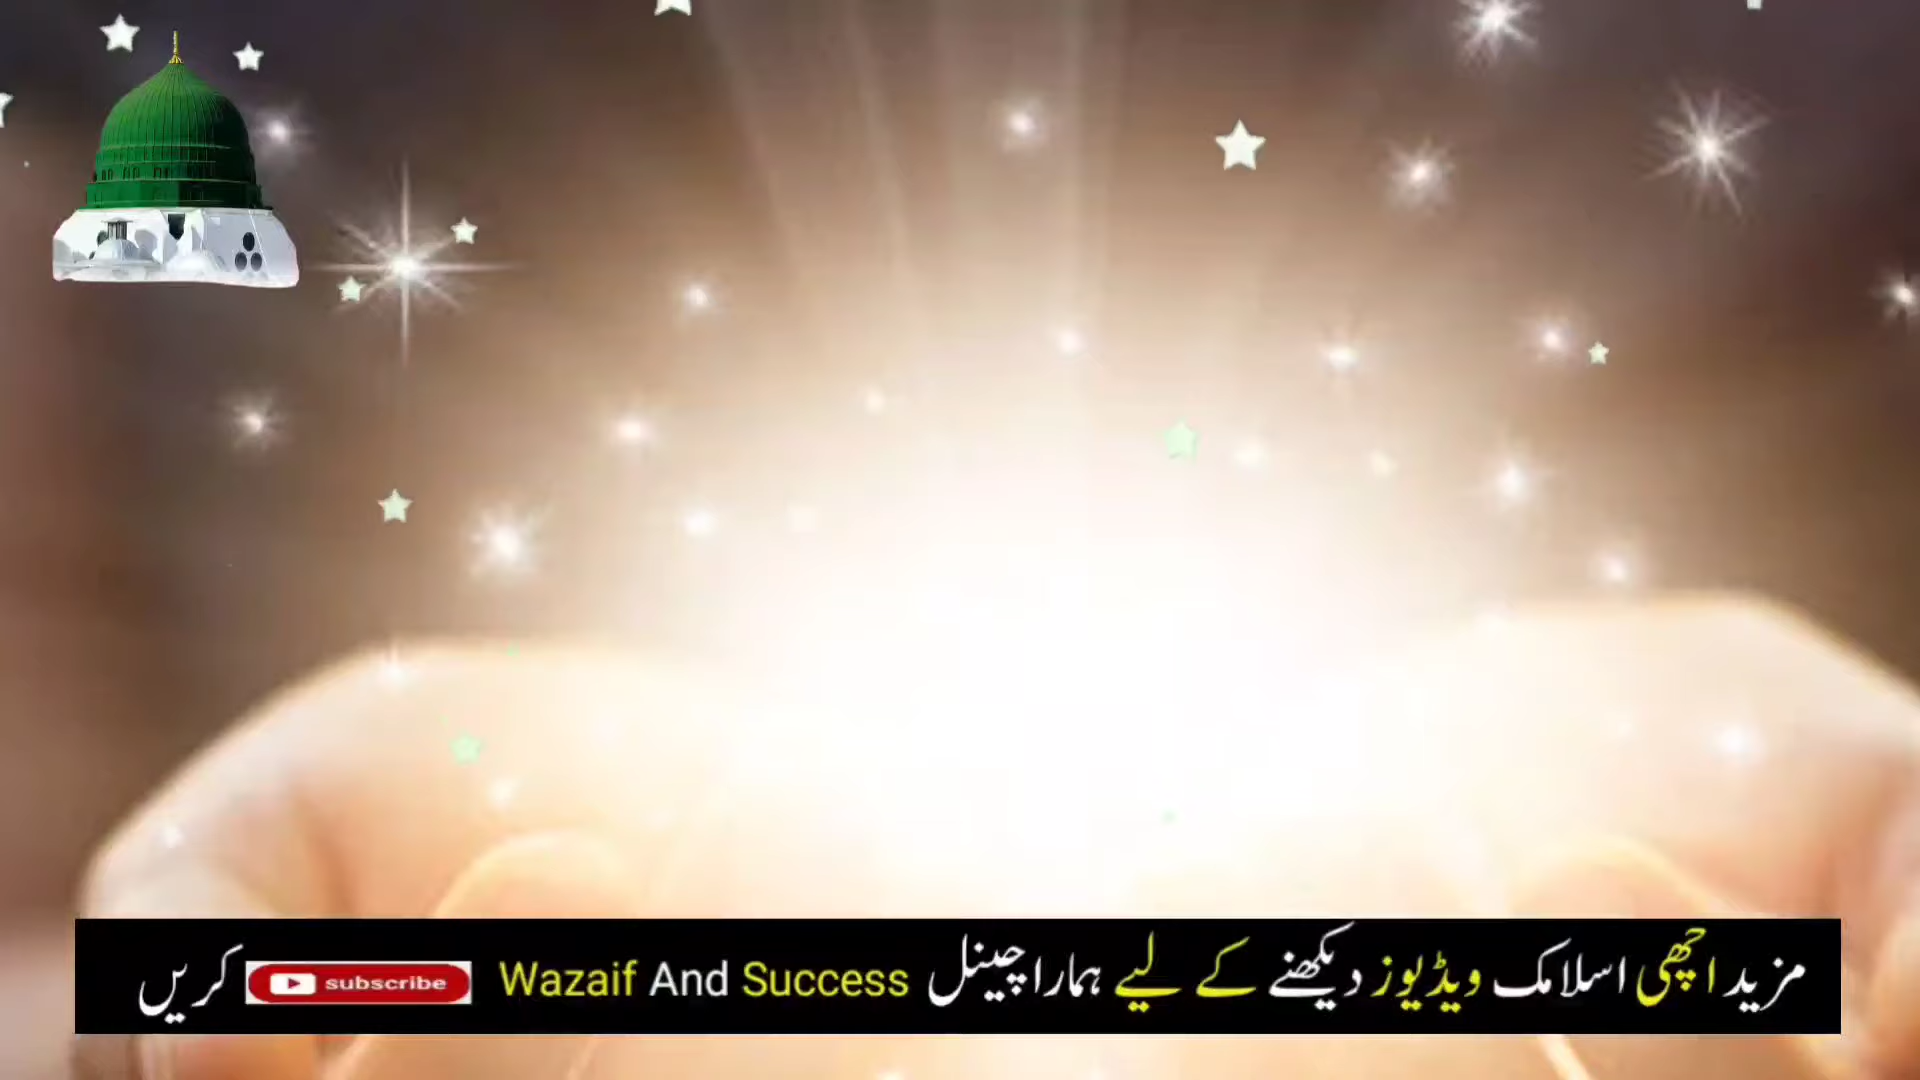 مزید اچھی اسلامک ویڈیوز دیکھنے کے لیے ہمارا چینل Wazaif And Success subscribe کریں